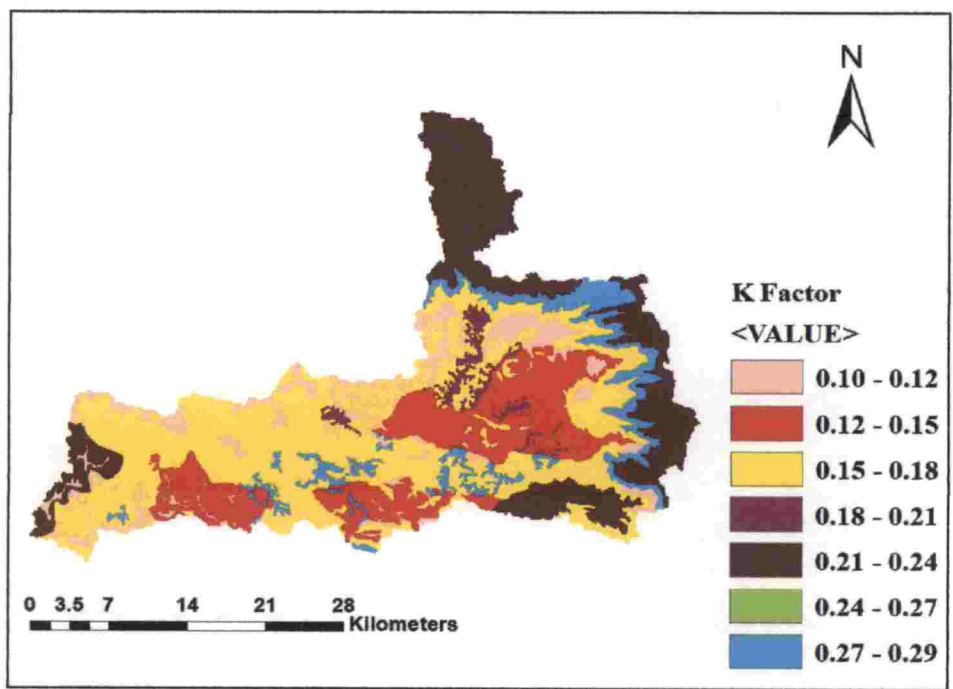 N
K Factor
<VALUE>
0.10 - 0.12
0.12 - 0.15
0.15 - 0.18
0.18 - 0.21
0.21 - 0.24
0.24 - 0.27
0.27 - 0.29
0 3.5 7 14 21 28
Kilometers